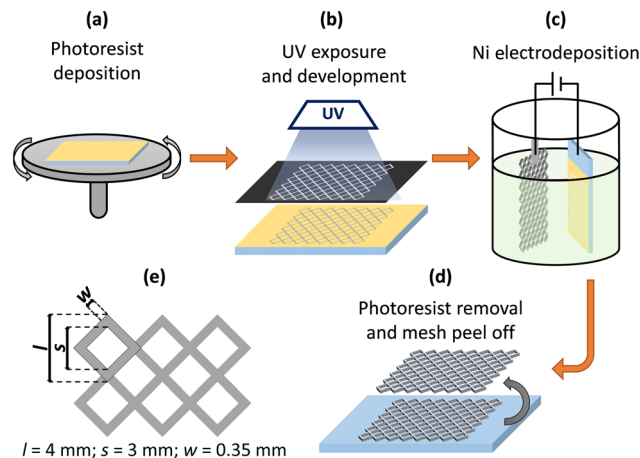 (a)
Photoresist
deposition
(b)
UV exposure
and development
UV
(c)
Ni electrodeposition
(d)
Photoresist removal
and mesh peel off
(e)
w
l
s
l = 4 mm; s = 3 mm; w = 0.35 mm